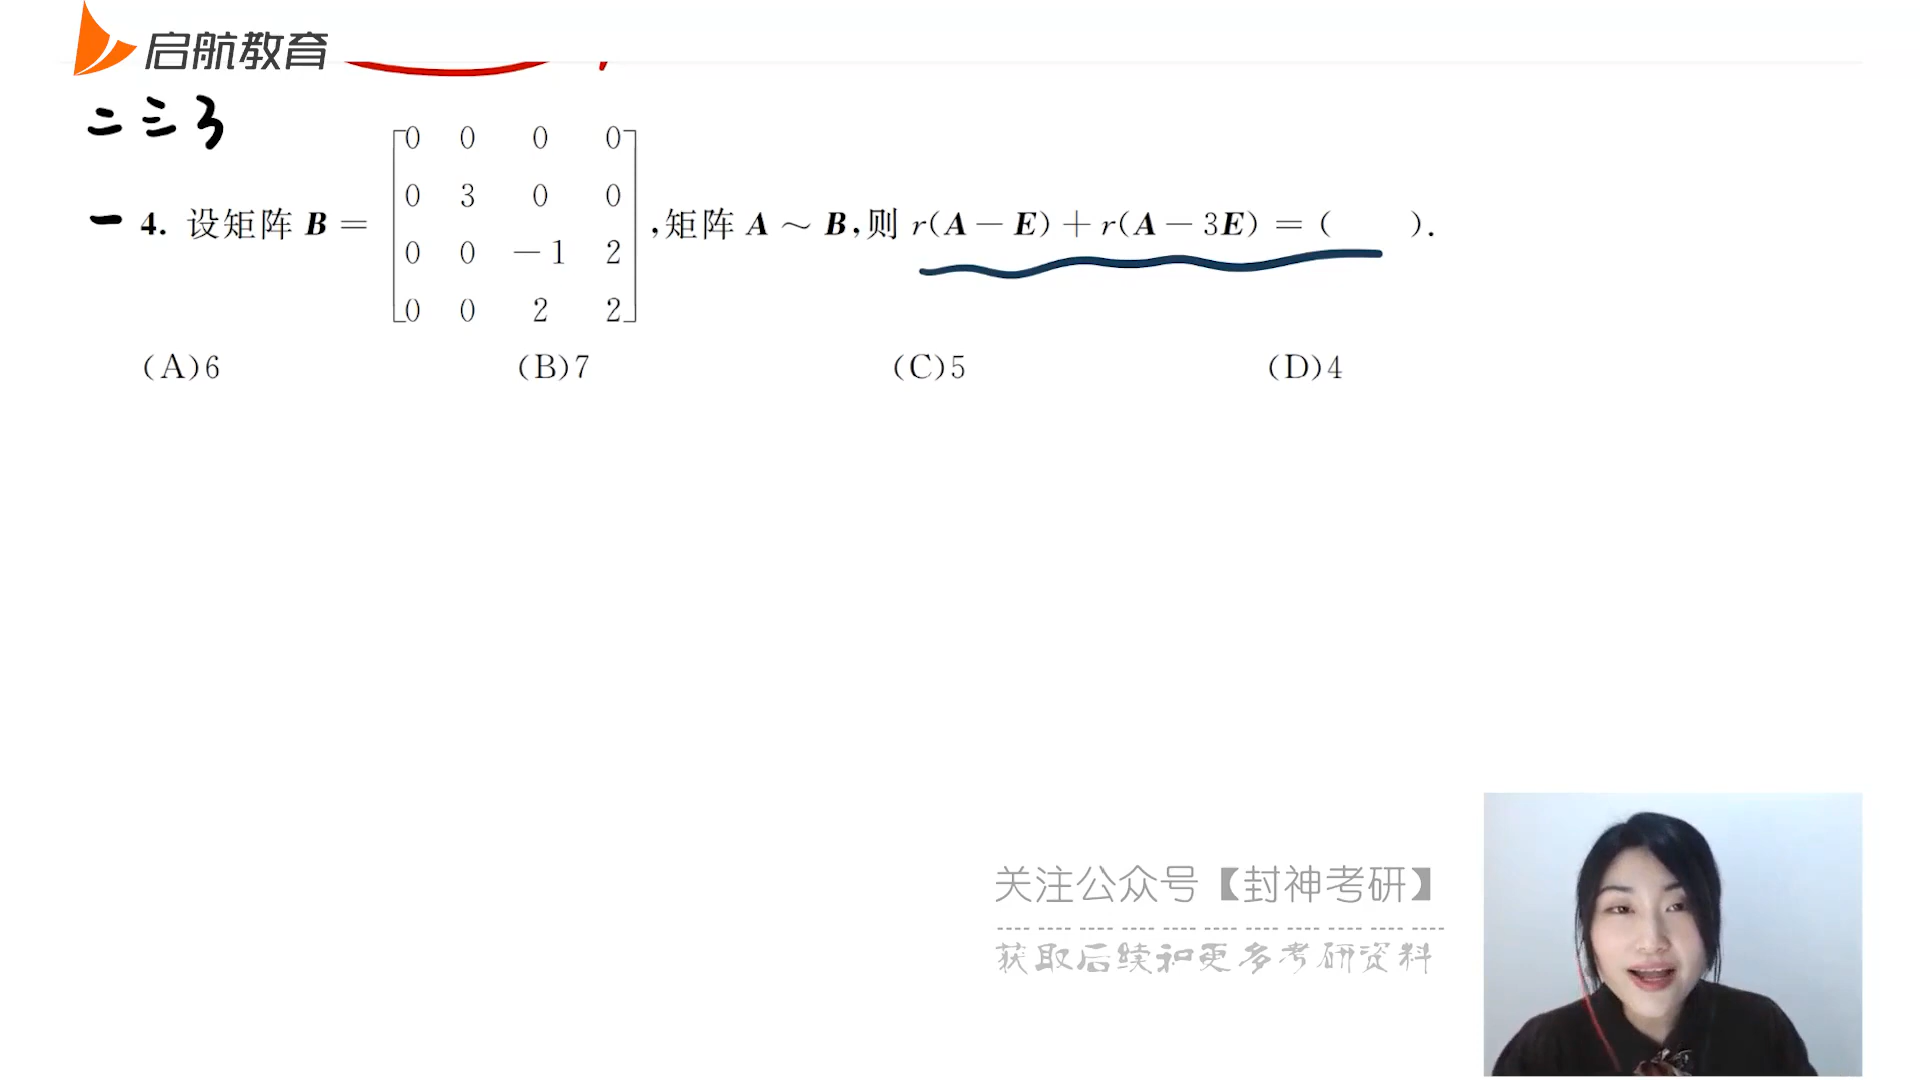 启航教育
二 三 3
一 4. 设矩阵 B = [0 0 0 0
0 3 0 0
0 0 -1 2
0 0 2 2] ,矩阵 A ~ B,则 r(A - E) + r(A - 3E) = (    ).
(A)6 (B)7 (C)5 (D)4
关注公众号【封神考研】
获取后续和更多考研资料